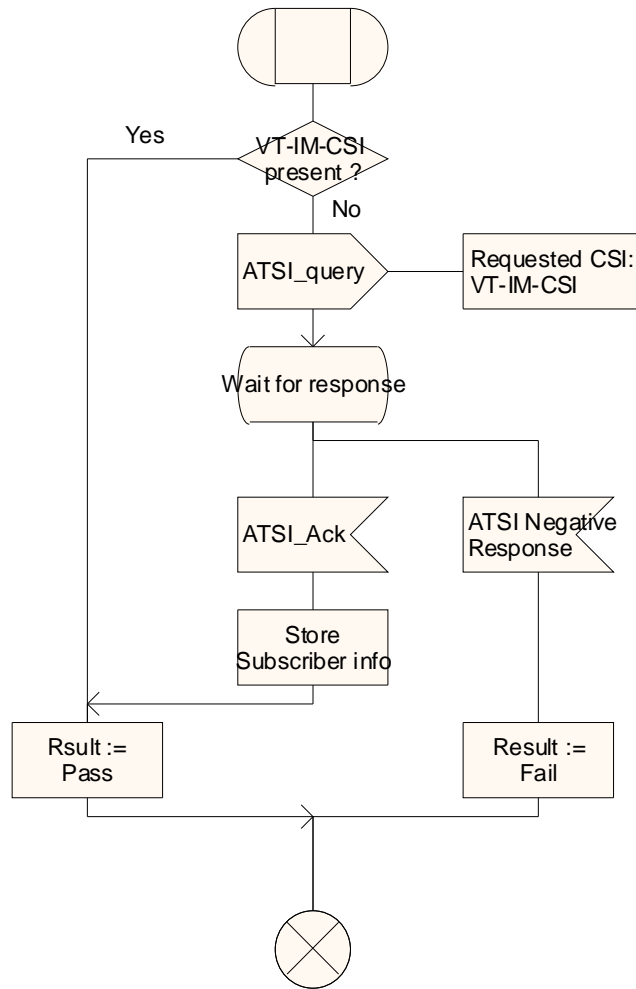 Yes
VT-IM-CSI
present ?
No
ATSI_query
Requested CSI:
VT-IM-CSI
Wait for response
ATSI_Ack
ATSI Negative
Response
Store
Subscriber info
Rsult :=
Pass
Result :=
Fail